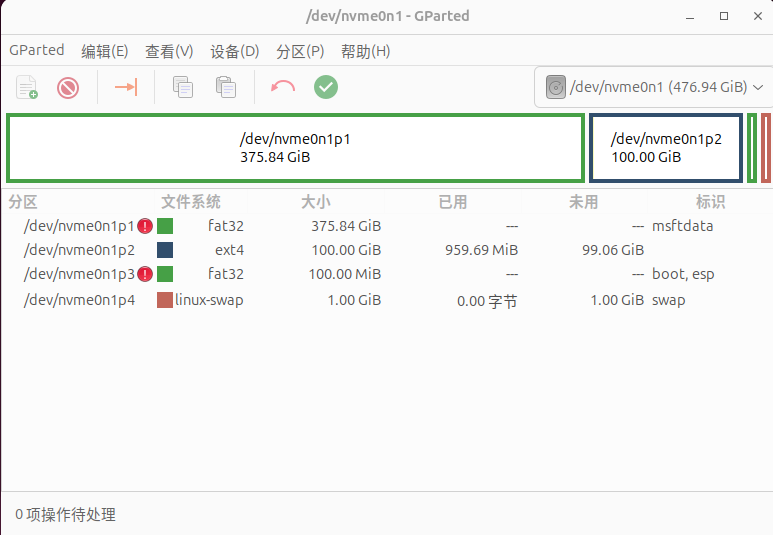 /dev/nvme0n1 - GParted
GParted 编辑(E) 查看(V) 设备(D) 分区(P) 帮助(H)
/dev/nvme0n1 (476.94 GiB)
/dev/nvme0n1p1
375.84 GiB
/dev/nvme0n1p2
100.00 GiB
分区 文件系统 大小 已用 未用 标识
/dev/nvme0n1p1 fat32 375.84 GiB --- --- msftdata
/dev/nvme0n1p2 ext4 100.00 GiB 959.69 MiB 99.06 GiB
/dev/nvme0n1p3 fat32 100.00 MiB --- --- boot, esp
/dev/nvme0n1p4 linux-swap 1.00 GiB 0.00 字节 1.00 GiB swap
0 项操作待处理